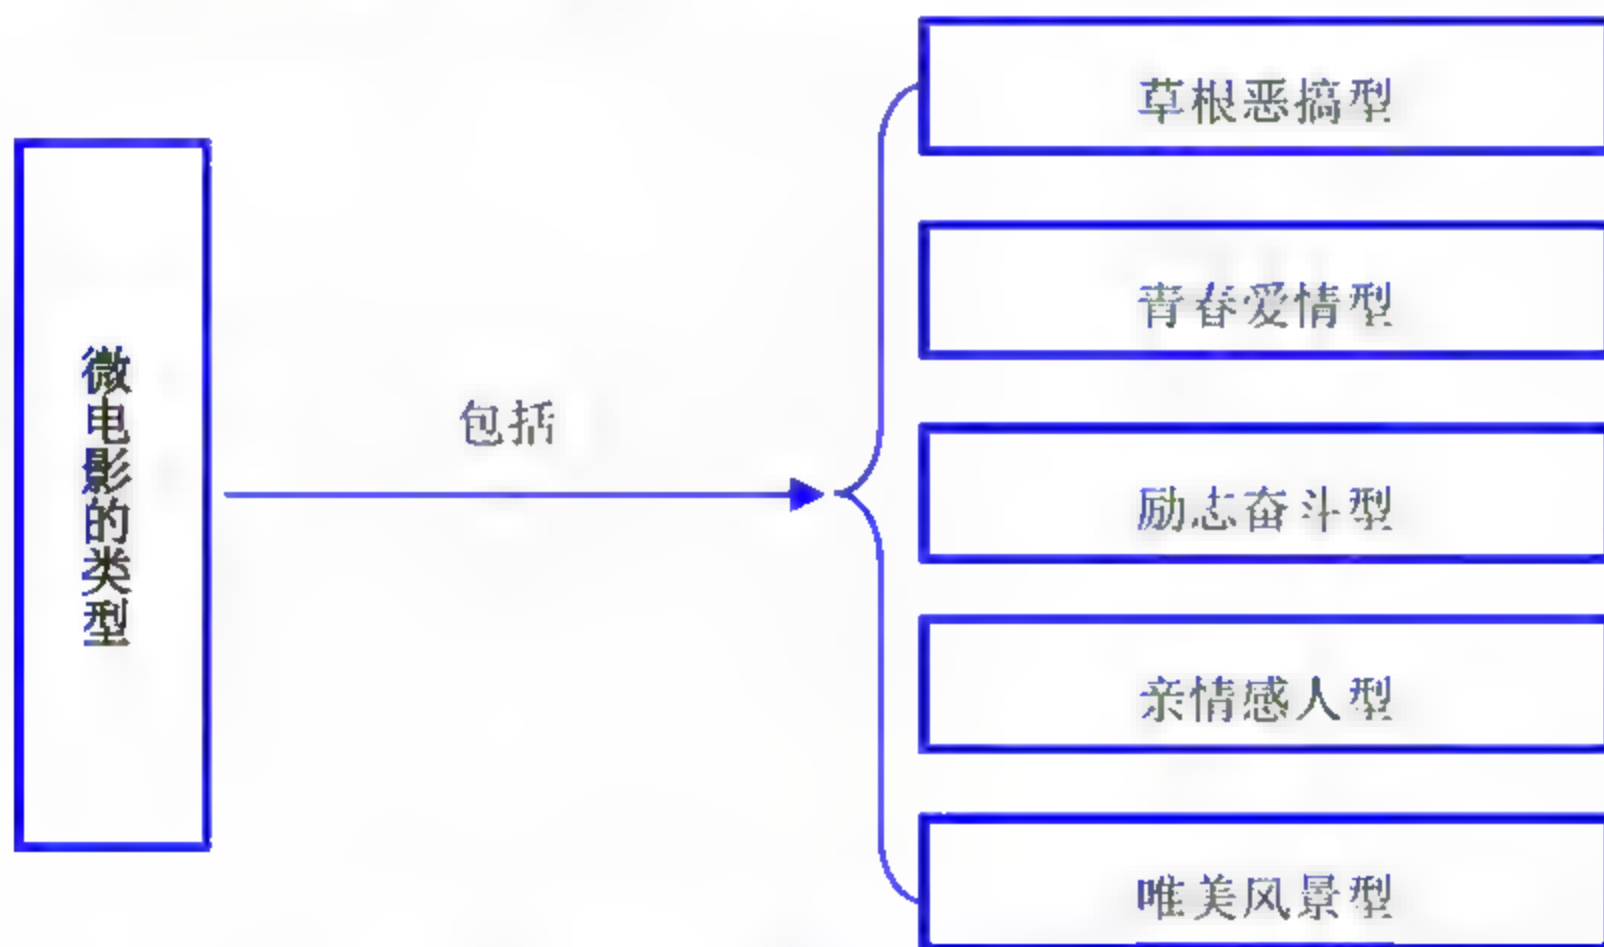 微电影的类型
包括
草根恶搞型
青春爱情型
励志奋斗型
亲情感人型
唯美风景型